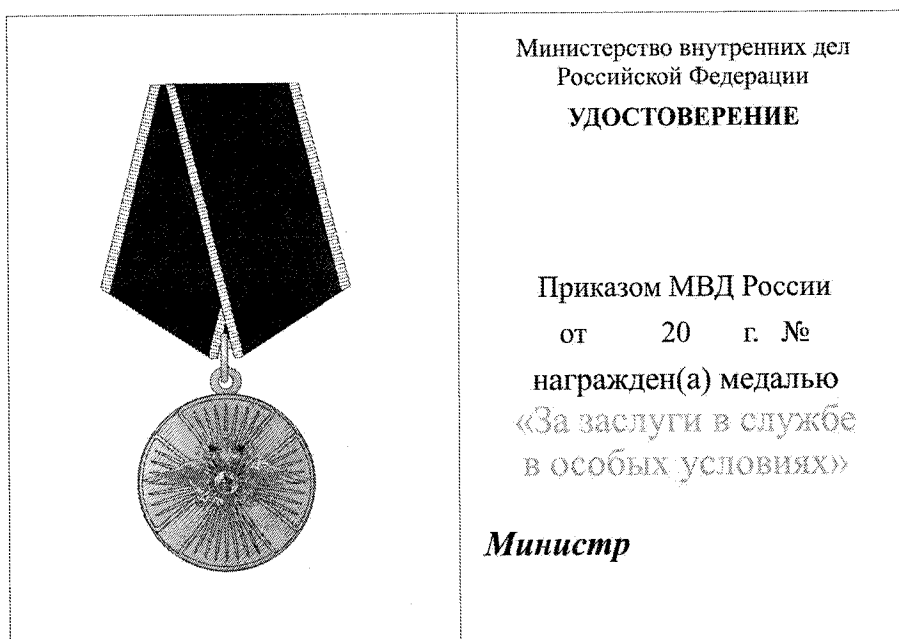 Министерство внутренних дел
Российской Федерации
УДОСТОВЕРЕНИЕ
Приказом МВД России
от 20 г. №
награжден(а) медалью
«За заслуги в службе
в особых условиях»
Министр